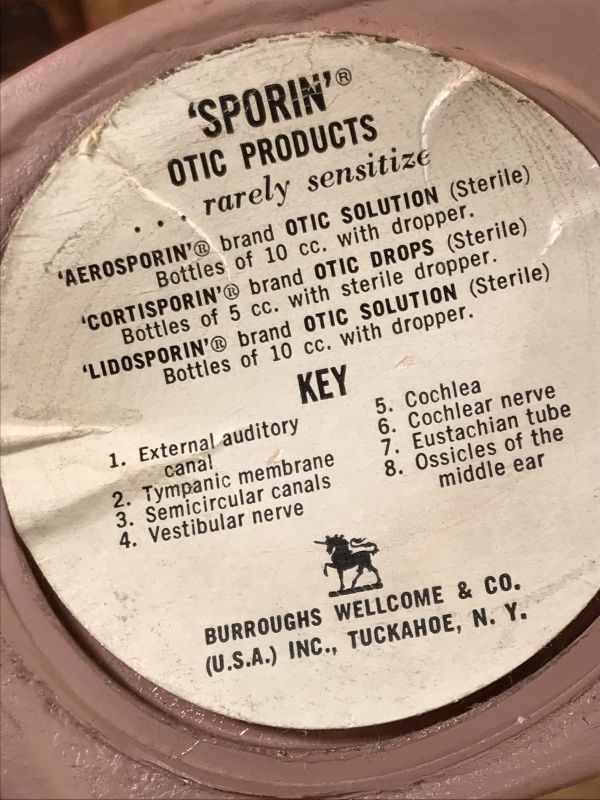 'SPORIN'®
OTIC PRODUCTS
... rarely sensitize
'AEROSPORIN'® brand OTIC SOLUTION (Sterile)
Bottles of 10 cc. with dropper.
'CORTISPORIN'® brand OTIC DROPS (Sterile)
Bottles of 5 cc. with sterile dropper.
'LIDOSPORIN'® brand OTIC SOLUTION (Sterile)
Bottles of 10 cc. with dropper.
KEY
1. External auditory
canal
2. Tympanic membrane
3. Semicircular canals
4. Vestibular nerve
5. Cochlea
6. Cochlear nerve
7. Eustachian tube
8. Ossicles of the
middle ear
BURROUGHS WELLCOME & CO.
(U.S.A.) INC., TUCKAHOE, N. Y.